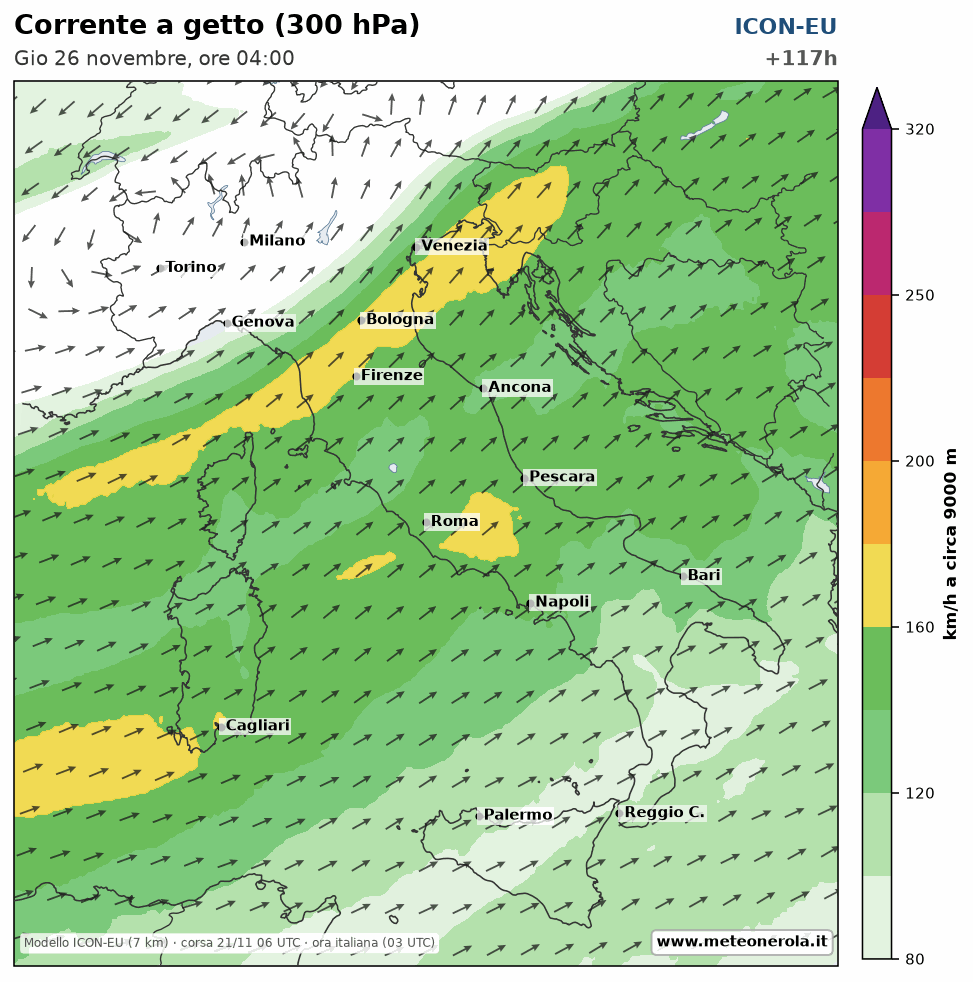 Corrente a getto (300 hPa)
ICON-EU
Gio 26 novembre, ore 04:00
+117h
Milano
Venezia
Torino
Genova
Bologna
Firenze
Ancona
Pescara
Roma
Bari
Napoli
Cagliari
Palermo
Reggio C.
320
250
200
160
120
80
km/h a circa 9000 m
Modello ICON-EU (7 km) · corsa 21/11 06 UTC · ora italiana (03 UTC)
www.meteonerola.it